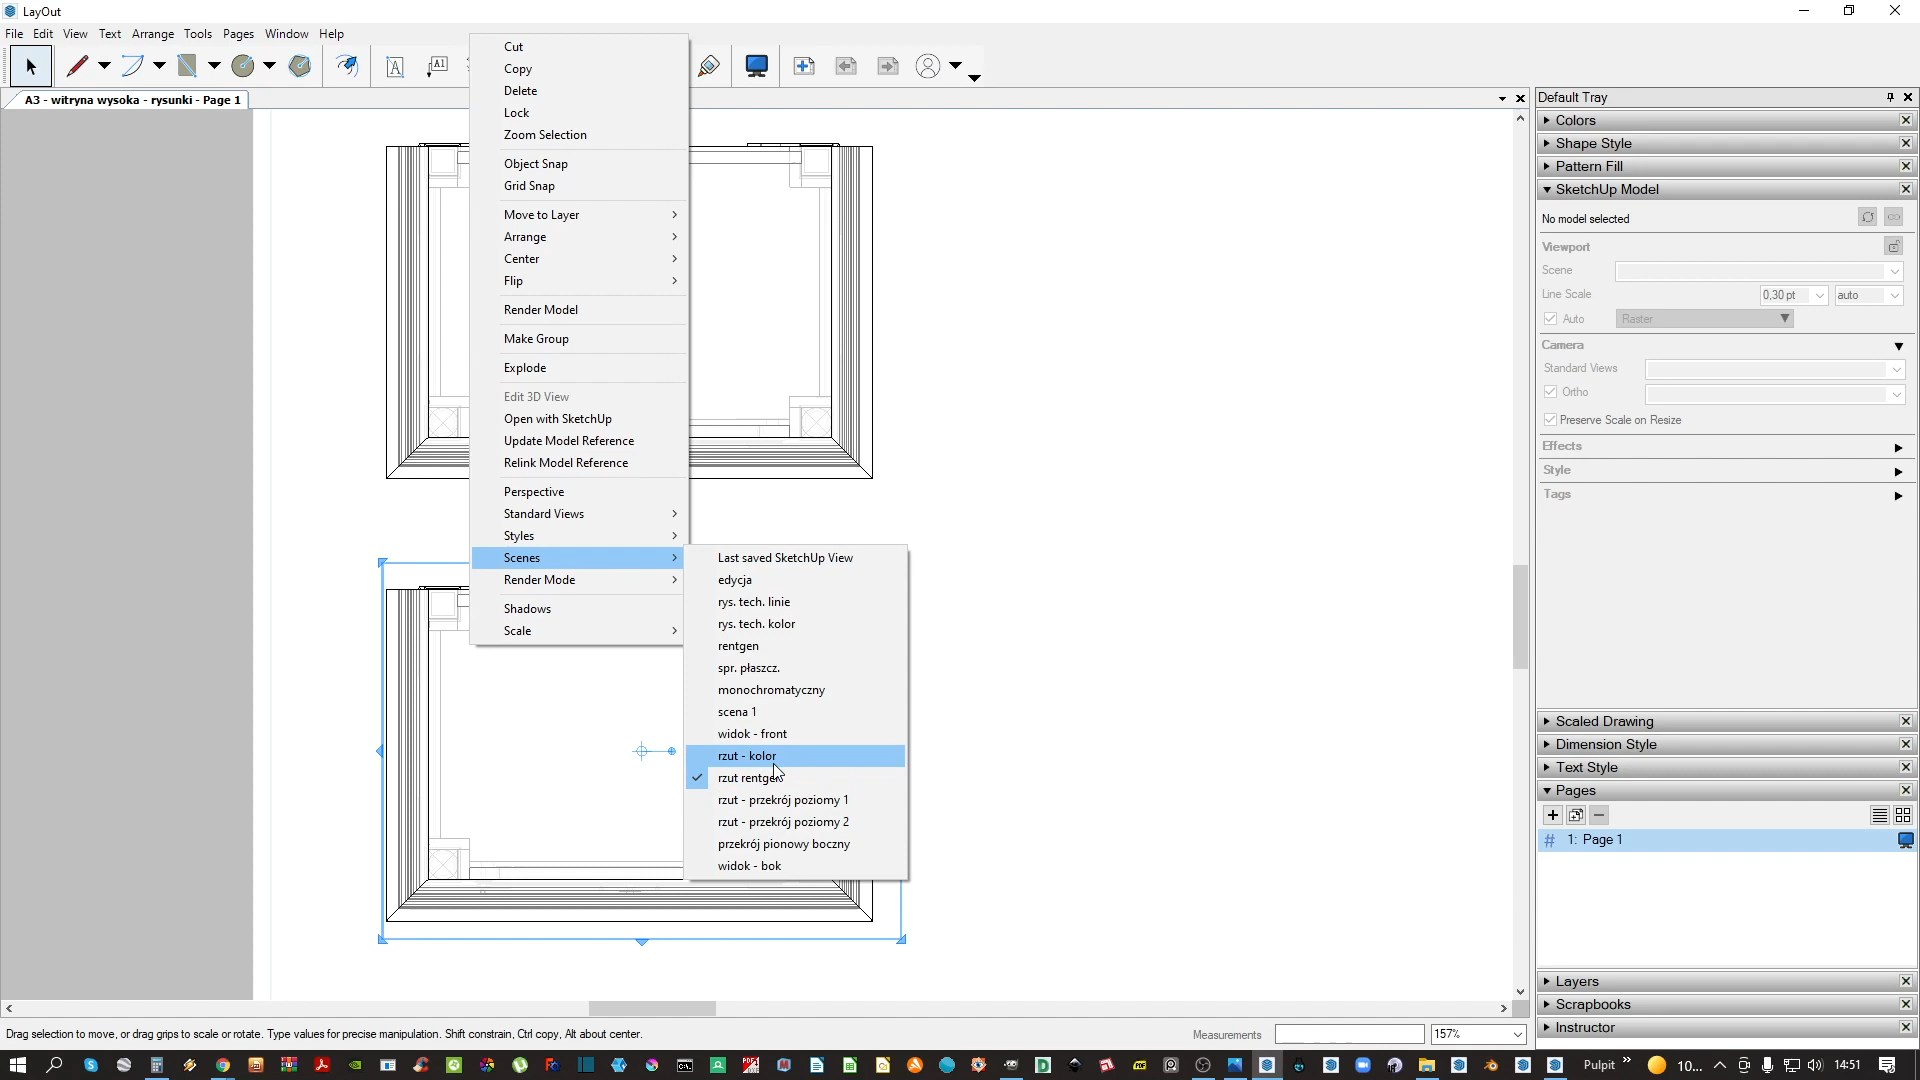 LayOut
File Edit View Text Arrange Tools Pages Window Help
A1
A3 - witryna wysoka - rysunki - Page 1
Cut
Copy
Delete
Lock
Zoom Selection
Object Snap
Grid Snap
Move to Layer
Arrange
Center
Flip
Render Model
Make Group
Explode
Edit 3D View
Open with SketchUp
Update Model Reference
Relink Model Reference
Perspective
Standard Views
Styles
Scenes
Render Mode
Shadows
Scale
Last saved SketchUp View
edycja
rys. tech. linie
rys. tech. kolor
rentgen
spr. płaszcz.
monochromatyczny
scena 1
widok - front
rzut - kolor
rzut rentgen
rzut - przekrój poziomy 1
rzut - przekrój poziomy 2
przekrój pionowy boczny
widok - bok
Default Tray
Colors
Shape Style
Pattern Fill
SketchUp Model
No model selected
Viewport
Scene
Line Scale 0,30 pt auto
Auto Raster
Camera
Standard Views
Ortho
Preserve Scale on Resize
Effects
Style
Tags
Scaled Drawing
Dimension Style
Text Style
Pages
1: Page 1
Layers
Scrapbooks
Instructor
Drag selection to move, or drag grips to scale or rotate. Type values for precise manipulation. Shift constrain, Ctrl copy, Alt about center.
Measurements 157%
Pulpit » 10... 14:51